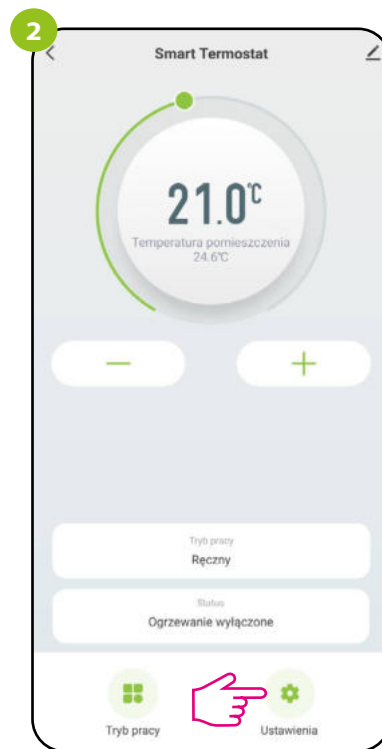 2
Smart Termostat
21.0°C
Temperatura pomieszczenia
24.6°C
Tryb pracy
Ręczny
Status
Ogrzewanie wyłączone
Tryb pracy
Ustawienia